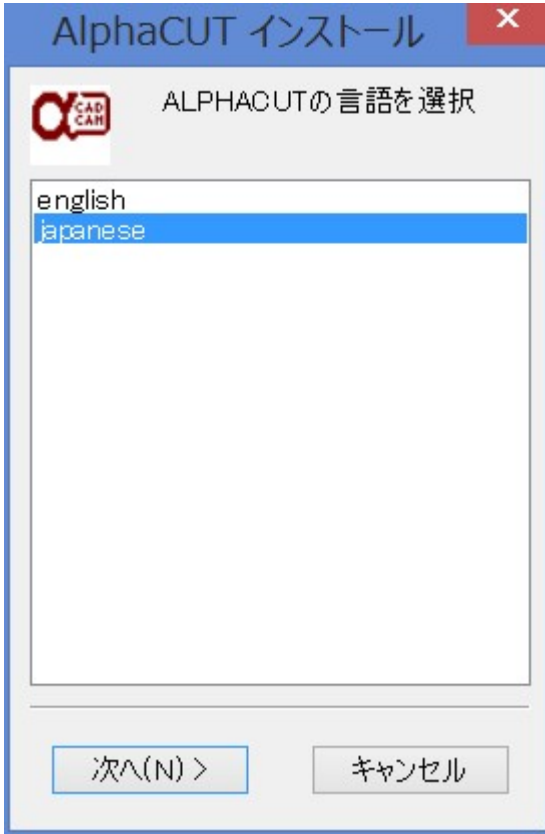 AlphaCUT インストール
α CAD
CAM
ALPHACUTの言語を選択
english
japanese
次へ(N) >
キャンセル